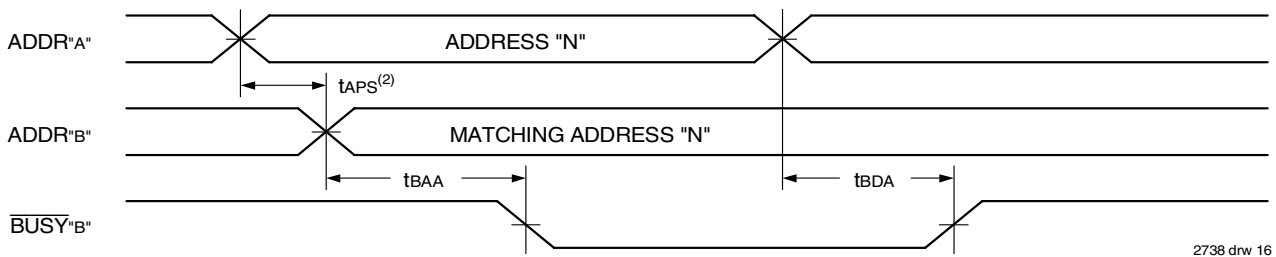 ADDR"A"
ADDRESS "N"
tAPS(2)
ADDR"B"
MATCHING ADDRESS "N"
tBAA
tBDA
BUSY"B"
2738 drw 16